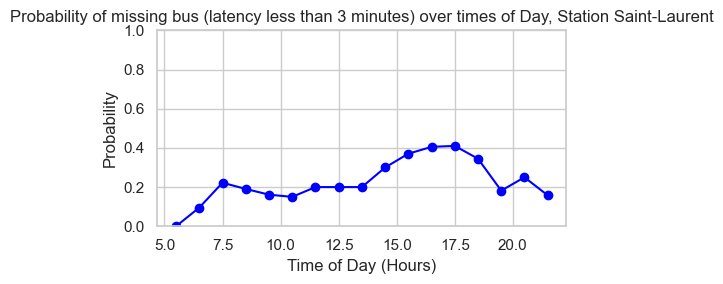 Probability of missing bus (latency less than 3 minutes) over times of Day, Station Saint-Laurent
1.0
0.8
0.6
0.4
0.2
0.0
Probability
5.0 7.5 10.0 12.5 15.0 17.5 20.0
Time of Day (Hours)